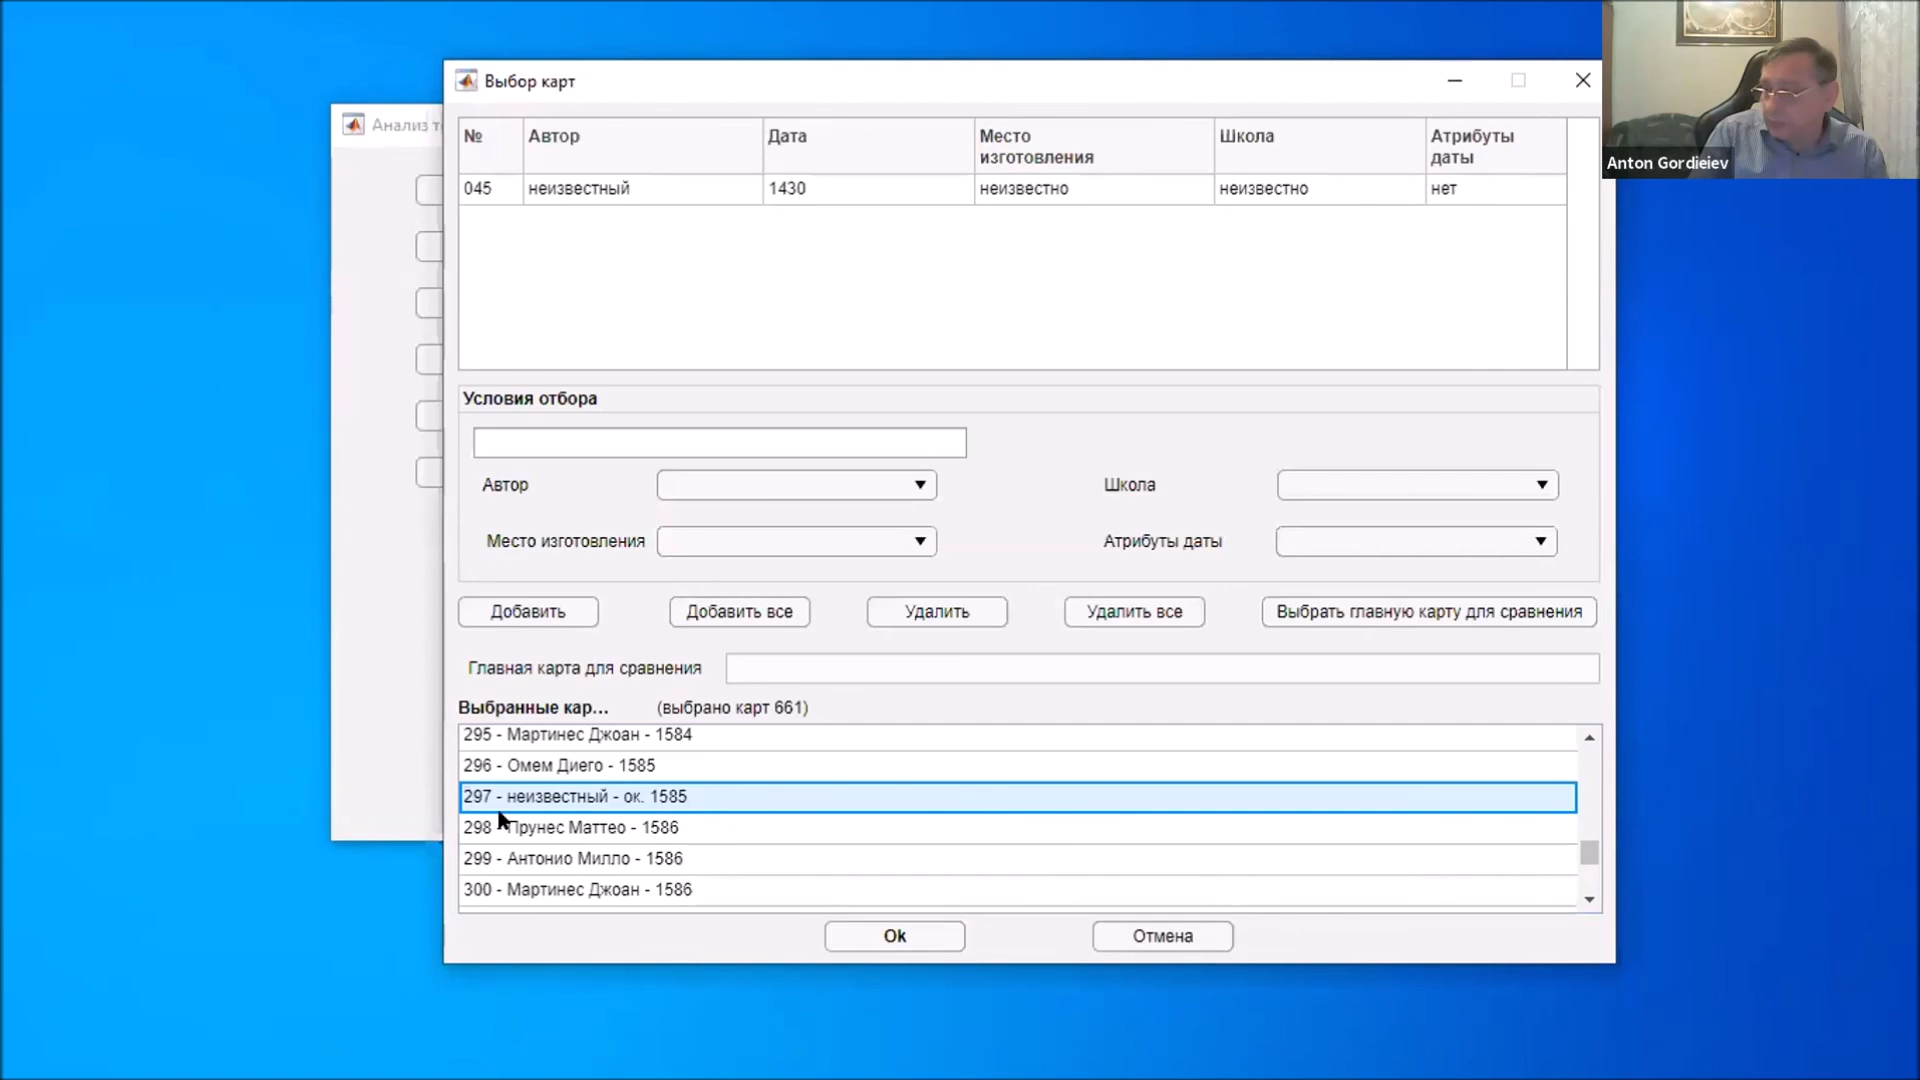 Выбор карт
Анализ т
Anton Gordieiev
№ Автор Дата Место изготовления Школа Атрибуты даты
045 неизвестный 1430 неизвестно неизвестно нет
Условия отбора
Автор Школа
Место изготовления Атрибуты даты
Добавить Добавить все Удалить Удалить все Выбрать главную карту для сравнения
Главная карта для сравнения
Выбранные кар... (выбрано карт 661)
295 - Мартинес Джоан - 1584
296 - Омем Диего - 1585
297 - неизвестный - ок. 1585
298 - Прунес Маттео - 1586
299 - Антонио Милло - 1586
300 - Мартинес Джоан - 1586
Ok Отмена